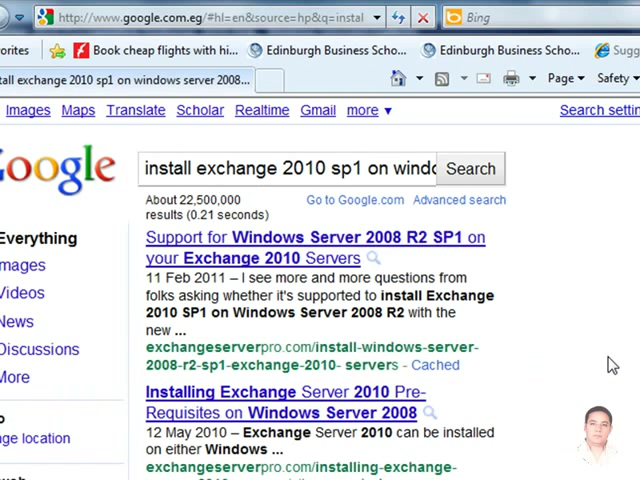 http://www.google.com.eg/#hl=en&source=hp&q=instal
Bing
orites
Book cheap flights with hi...
Edinburgh Business Scho...
Edinburgh Business Scho...
Sugg
tall exchange 2010 sp1 on windows server 2008...
Page
Safety
Images Maps Translate Scholar Realtime Gmail more ▼
Search settin
oogle
install exchange 2010 sp1 on windo
Search
About 22,500,000
results (0.21 seconds)
Go to Google.com
Advanced search
Everything
mages
Videos
News
Discussions
More
o
nge location
Support for Windows Server 2008 R2 SP1 on
your Exchange 2010 Servers
11 Feb 2011 – I see more and more questions from
folks asking whether it's supported to install Exchange
2010 SP1 on Windows Server 2008 R2 with the
new ...
exchangeserverpro.com/install-windows-server-
2008-r2-sp1-exchange-2010- servers - Cached
Installing Exchange Server 2010 Pre-
Requisites on Windows Server 2008
12 May 2010 – Exchange Server 2010 can be installed
on either Windows ...
exchangeserverpro.com/installing-exchange-